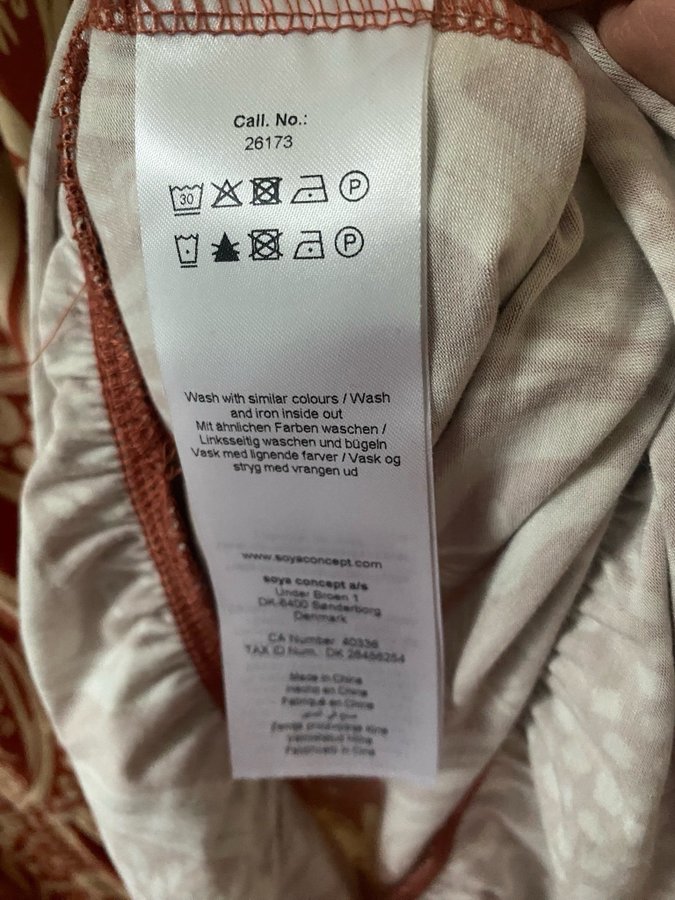 Call. No.:
26173
30
P
P
Wash with similar colours / Wash
and iron inside out
Mit ähnlichen Farben waschen /
Linksseitig waschen und bügeln
Vask med lignende farver / Vask og
stryg med vrangen ud
www.soyaconcept.com
soya concept a/s
Under Broen 1
DK-6400 Sønderborg
Denmark
CA Number 40336
TAX ID Num. DK
Made in China
Hecho en China
Fabriqué en China